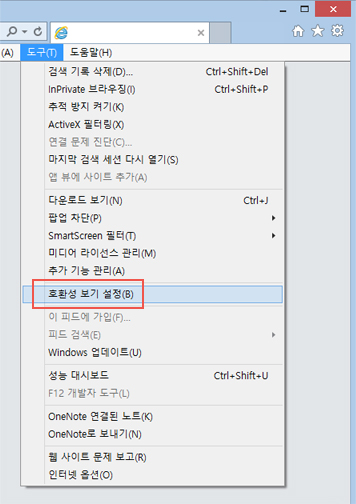 (A) 도구(T) 도움말(H)
검색 기록 삭제(D)... Ctrl+Shift+Del
InPrivate 브라우징(I) Ctrl+Shift+P
추적 방지 켜기(K)
ActiveX 필터링(X)
연결 문제 진단(C)...
마지막 검색 세션 다시 열기(S)
앱 뷰에 사이트 추가(A)
다운로드 보기(N) Ctrl+J
팝업 차단(P)
SmartScreen 필터(T)
미디어 라이선스 관리(M)
추가 기능 관리(A)
호환성 보기 설정(B)
이 피드에 가입(F)...
피드 검색(E)
Windows 업데이트(U)
성능 대시보드 Ctrl+Shift+U
F12 개발자 도구(L)
OneNote 연결된 노트(K)
OneNote로 보내기(N)
웹 사이트 문제 보고(R)
인터넷 옵션(O)